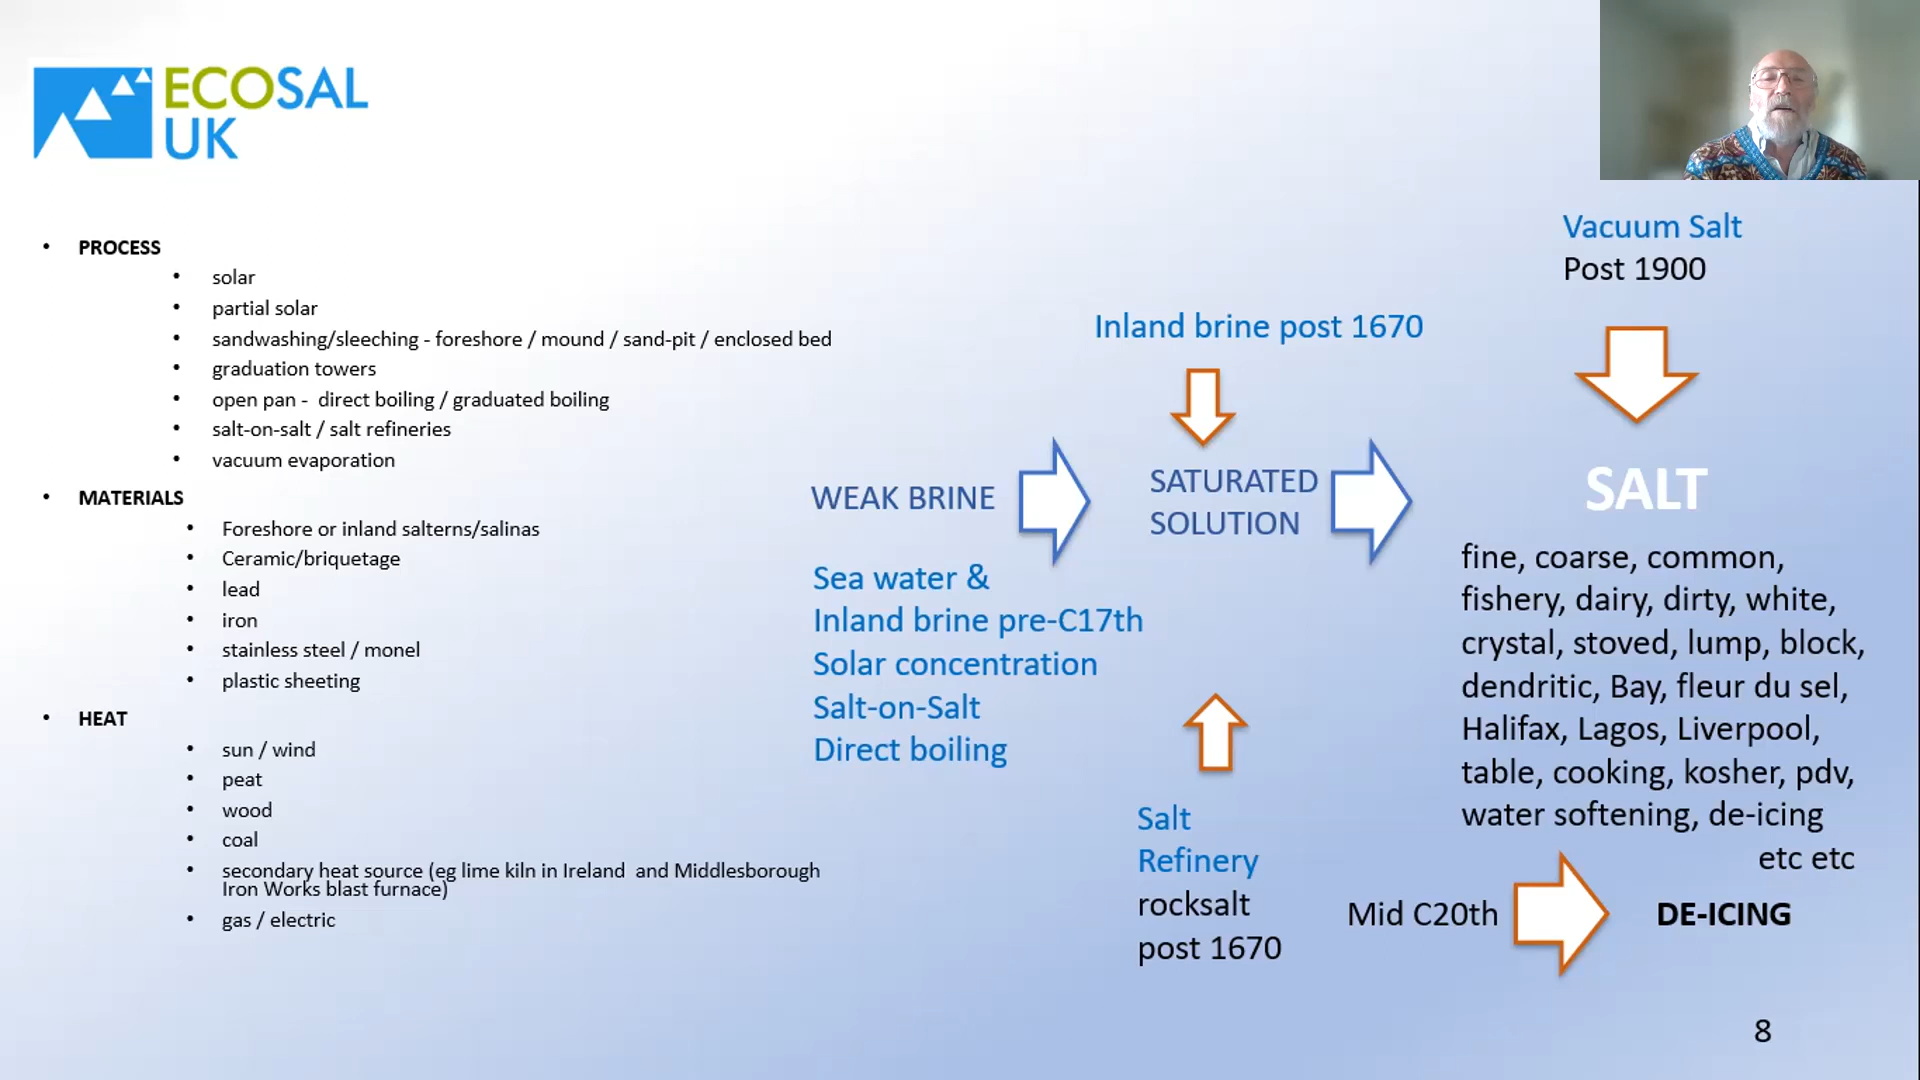 ECOSAL
UK
• PROCESS
• solar
• partial solar
• sandwashing/sleeching - foreshore / mound / sand-pit / enclosed bed
• graduation towers
• open pan - direct boiling / graduated boiling
• salt-on-salt / salt refineries
• vacuum evaporation
• MATERIALS
• Foreshore or inland salterns/salinas
• Ceramic/briquetage
• lead
• iron
• stainless steel / monel
• plastic sheeting
• HEAT
• sun / wind
• peat
• wood
• coal
• secondary heat source (eg lime kiln in Ireland and Middlesborough
Iron Works blast furnace)
• gas / electric
WEAK BRINE
Sea water &
Inland brine pre-C17th
Solar concentration
Salt-on-Salt
Direct boiling
Inland brine post 1670
SATURATED
SOLUTION
Salt
Refinery
rocksalt
post 1670
Vacuum Salt
Post 1900
SALT
fine, coarse, common,
fishery, dairy, dirty, white,
crystal, stoved, lump, block,
dendritic, Bay, fleur du sel,
Halifax, Lagos, Liverpool,
table, cooking, kosher, pdv,
water softening, de-icing
etc etc
Mid C20th
DE-ICING
8